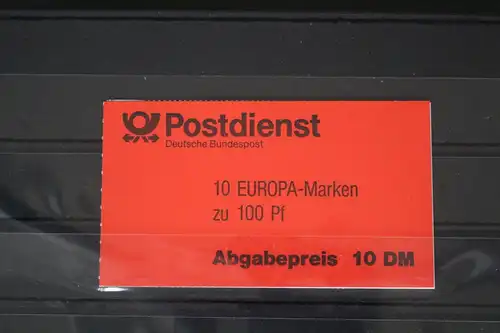 Postdienst
Deutsche Bundespost
10 EUROPA-Marken
zu 100 Pf
Abgabepreis 10 DM